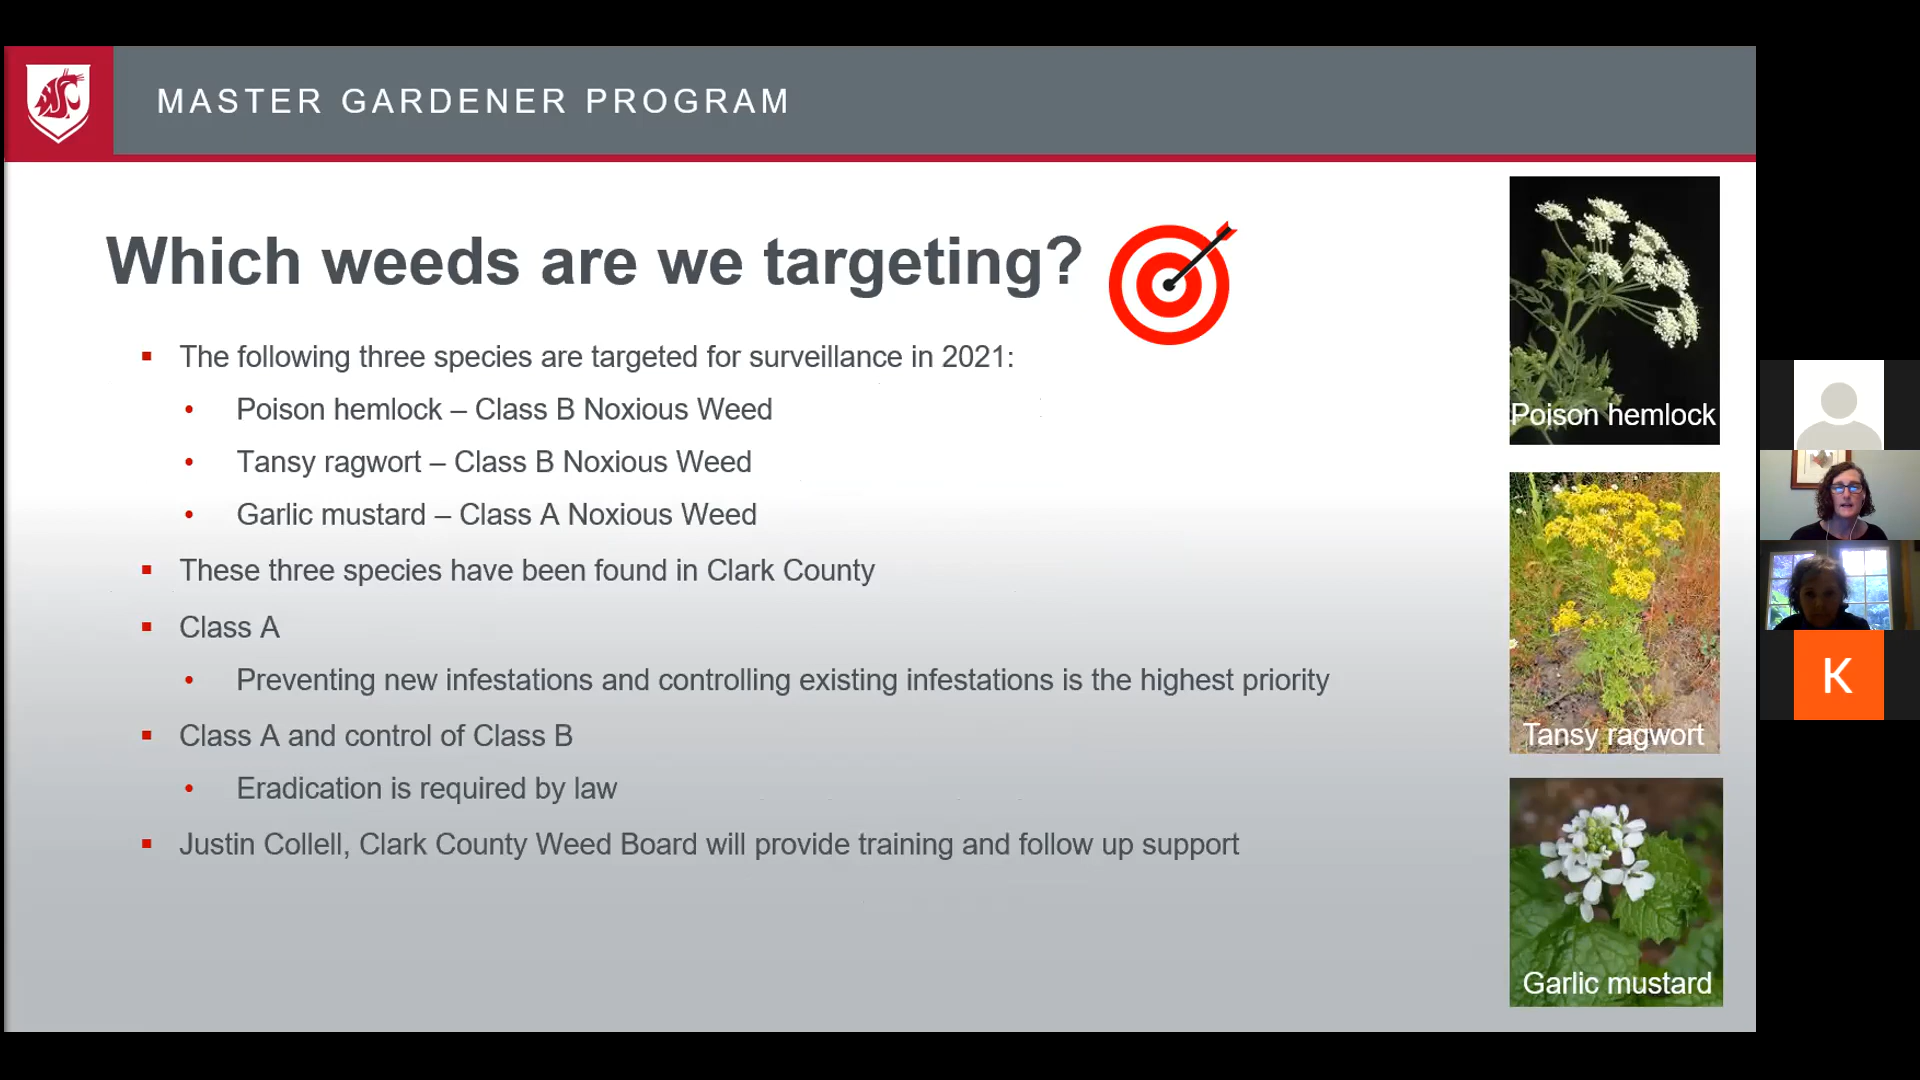 MASTER GARDENER PROGRAM
Which weeds are we targeting?
The following three species are targeted for surveillance in 2021:
Poison hemlock – Class B Noxious Weed
Tansy ragwort – Class B Noxious Weed
Garlic mustard – Class A Noxious Weed
These three species have been found in Clark County
Class A
Preventing new infestations and controlling existing infestations is the highest priority
Class A and control of Class B
Eradication is required by law
Justin Collell, Clark County Weed Board will provide training and follow up support
Poison hemlock
Tansy ragwort
Garlic mustard
K